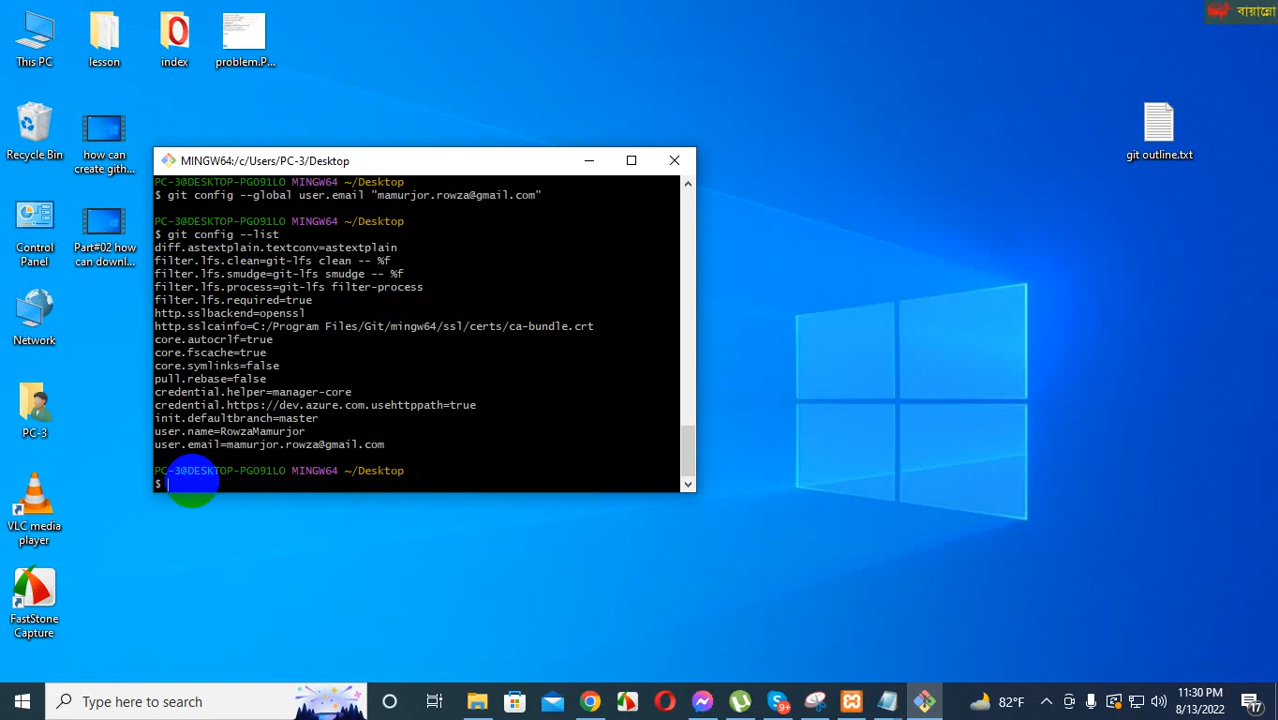 বায়ান্নো
This PC
lesson
index
problem.P...
Recycle Bin
how can
create gith...
git outline.txt
Control
Panel
Part#02 how
can downl...
Network
PC-3
VLC media
player
FastStone
Capture
MINGW64:/c/Users/PC-3/Desktop
PC-3@DESKTOP-PGO91LO MINGW64 ~/Desktop
$ git config --global user.email "mamurjor.rowza@gmail.com"
PC-3@DESKTOP-PGO91LO MINGW64 ~/Desktop
$ git config --list
diff.astextplain.textconv=astextplain
filter.lfs.clean=git-lfs clean -- %f
filter.lfs.smudge=git-lfs smudge -- %f
filter.lfs.process=git-lfs filter-process
filter.lfs.required=true
http.sslbackend=openssl
http.sslcainfo=C:/Program Files/Git/mingw64/ssl/certs/ca-bundle.crt
core.autocrlf=true
core.fscache=true
core.symlinks=false
pull.rebase=false
credential.helper=manager-core
credential.https://dev.azure.com.usehttppath=true
init.defaultbranch=master
user.name=RowzaMamurjor
user.email=mamurjor.rowza@gmail.com
PC-3@DESKTOP-PGO91LO MINGW64 ~/Desktop
$
Type here to search
9+
82°F
11:30 PM
8/13/2022
17